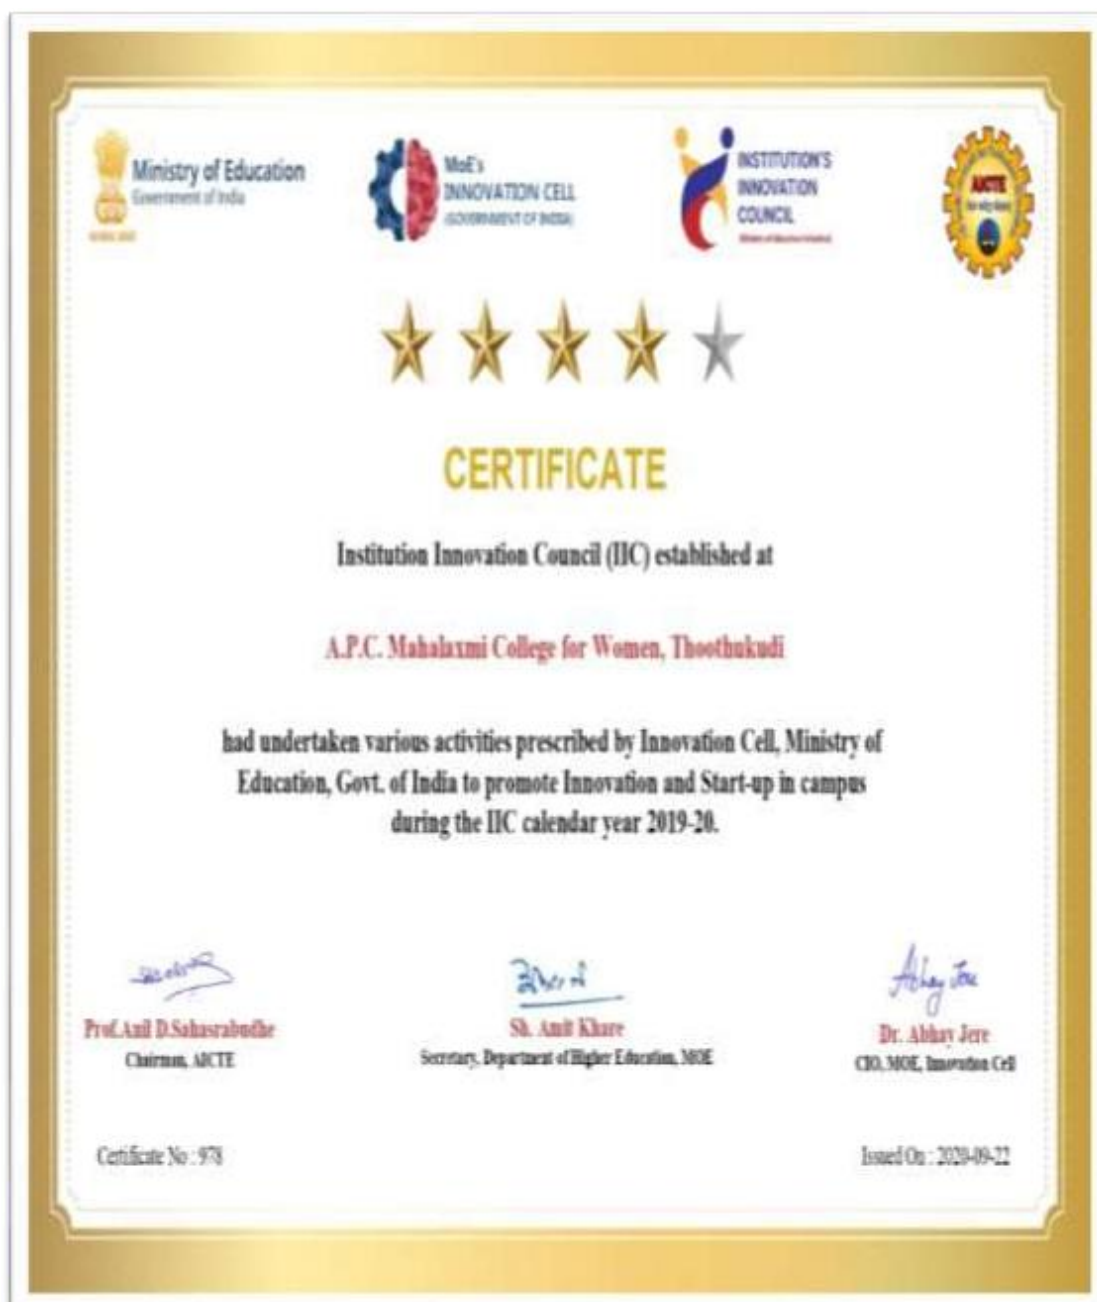 Ministry of Education
Government of India
MoE's
INNOVATION CELL
(GOVERNMENT OF INDIA)
INSTITUTION'S
INNOVATION
COUNCIL
AICTE
CERTIFICATE
Institution Innovation Council (IIC) established at
A.P.C. Mahalaxmi College for Women, Thoothukudi
had undertaken various activities prescribed by Innovation Cell, Ministry of
Education, Govt. of India to promote Innovation and Start-up in campus
during the IIC calendar year 2019-20.
Abhay Jere
Prof.Anil D.Sahasrabudhe
Sh. Amit Khare
Dr. Abhay Jere
Chairman, AICTE
Secretary, Department of Higher Education, MOE
CIO, MOE, Innovation Cell
Certificate No : 978
Issued On : 2020-09-22